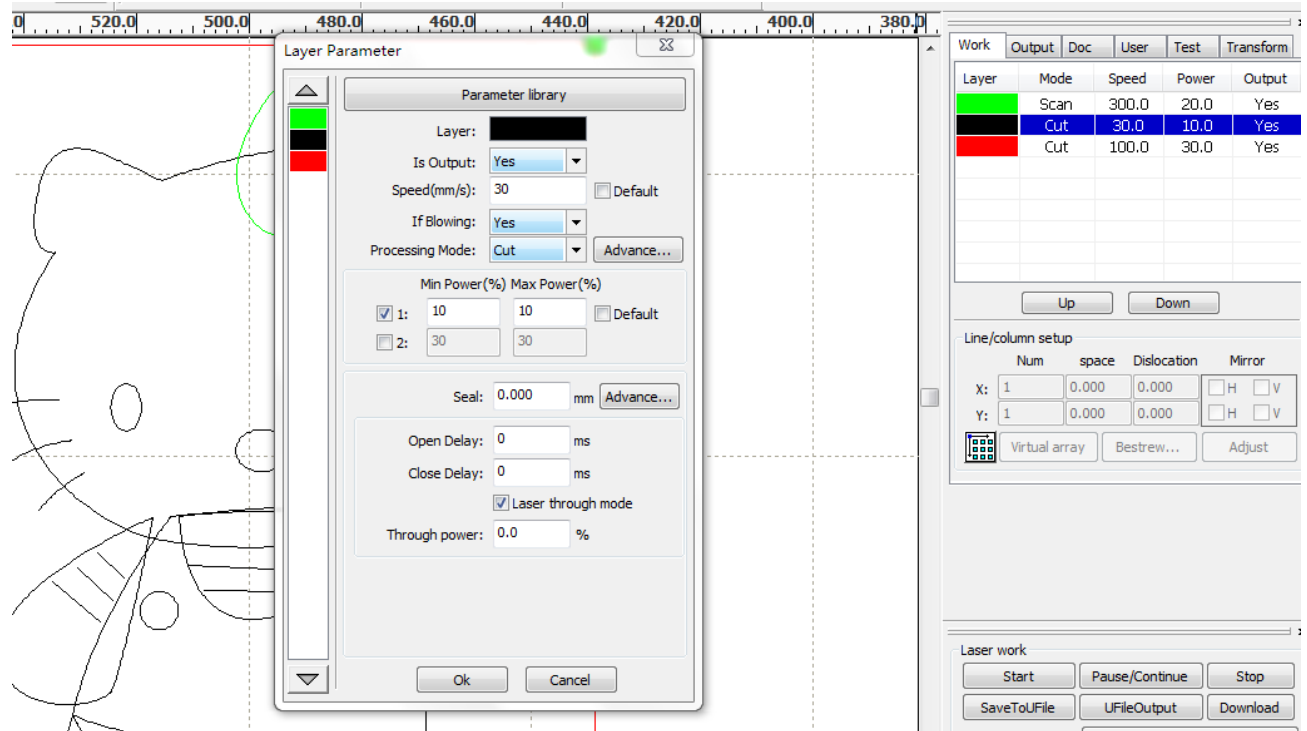 0 520.0 500.0 480.0 460.0 440.0 420.0 400.0 380.0
Layer Parameter
Parameter library
Layer:
Is Output: Yes
Speed(mm/s): 30 Default
If Blowing: Yes
Processing Mode: Cut Advance...
Min Power(%) Max Power(%)
1: 10 10 Default
2: 30 30
Seal: 0.000 mm Advance...
Open Delay: 0 ms
Close Delay: 0 ms
Laser through mode
Through power: 0.0 %
Ok Cancel
Work Output Doc User Test Transform
Layer Mode Speed Power Output
Scan 300.0 20.0 Yes
Cut 30.0 10.0 Yes
Cut 100.0 30.0 Yes
Up Down
Line/column setup
Num space Dislocation Mirror
X: 1 0.000 0.000 H V
Y: 1 0.000 0.000 H V
Virtual array Bestrew... Adjust
Laser work
Start Pause/Continue Stop
SaveToUFile UFileOutput Download